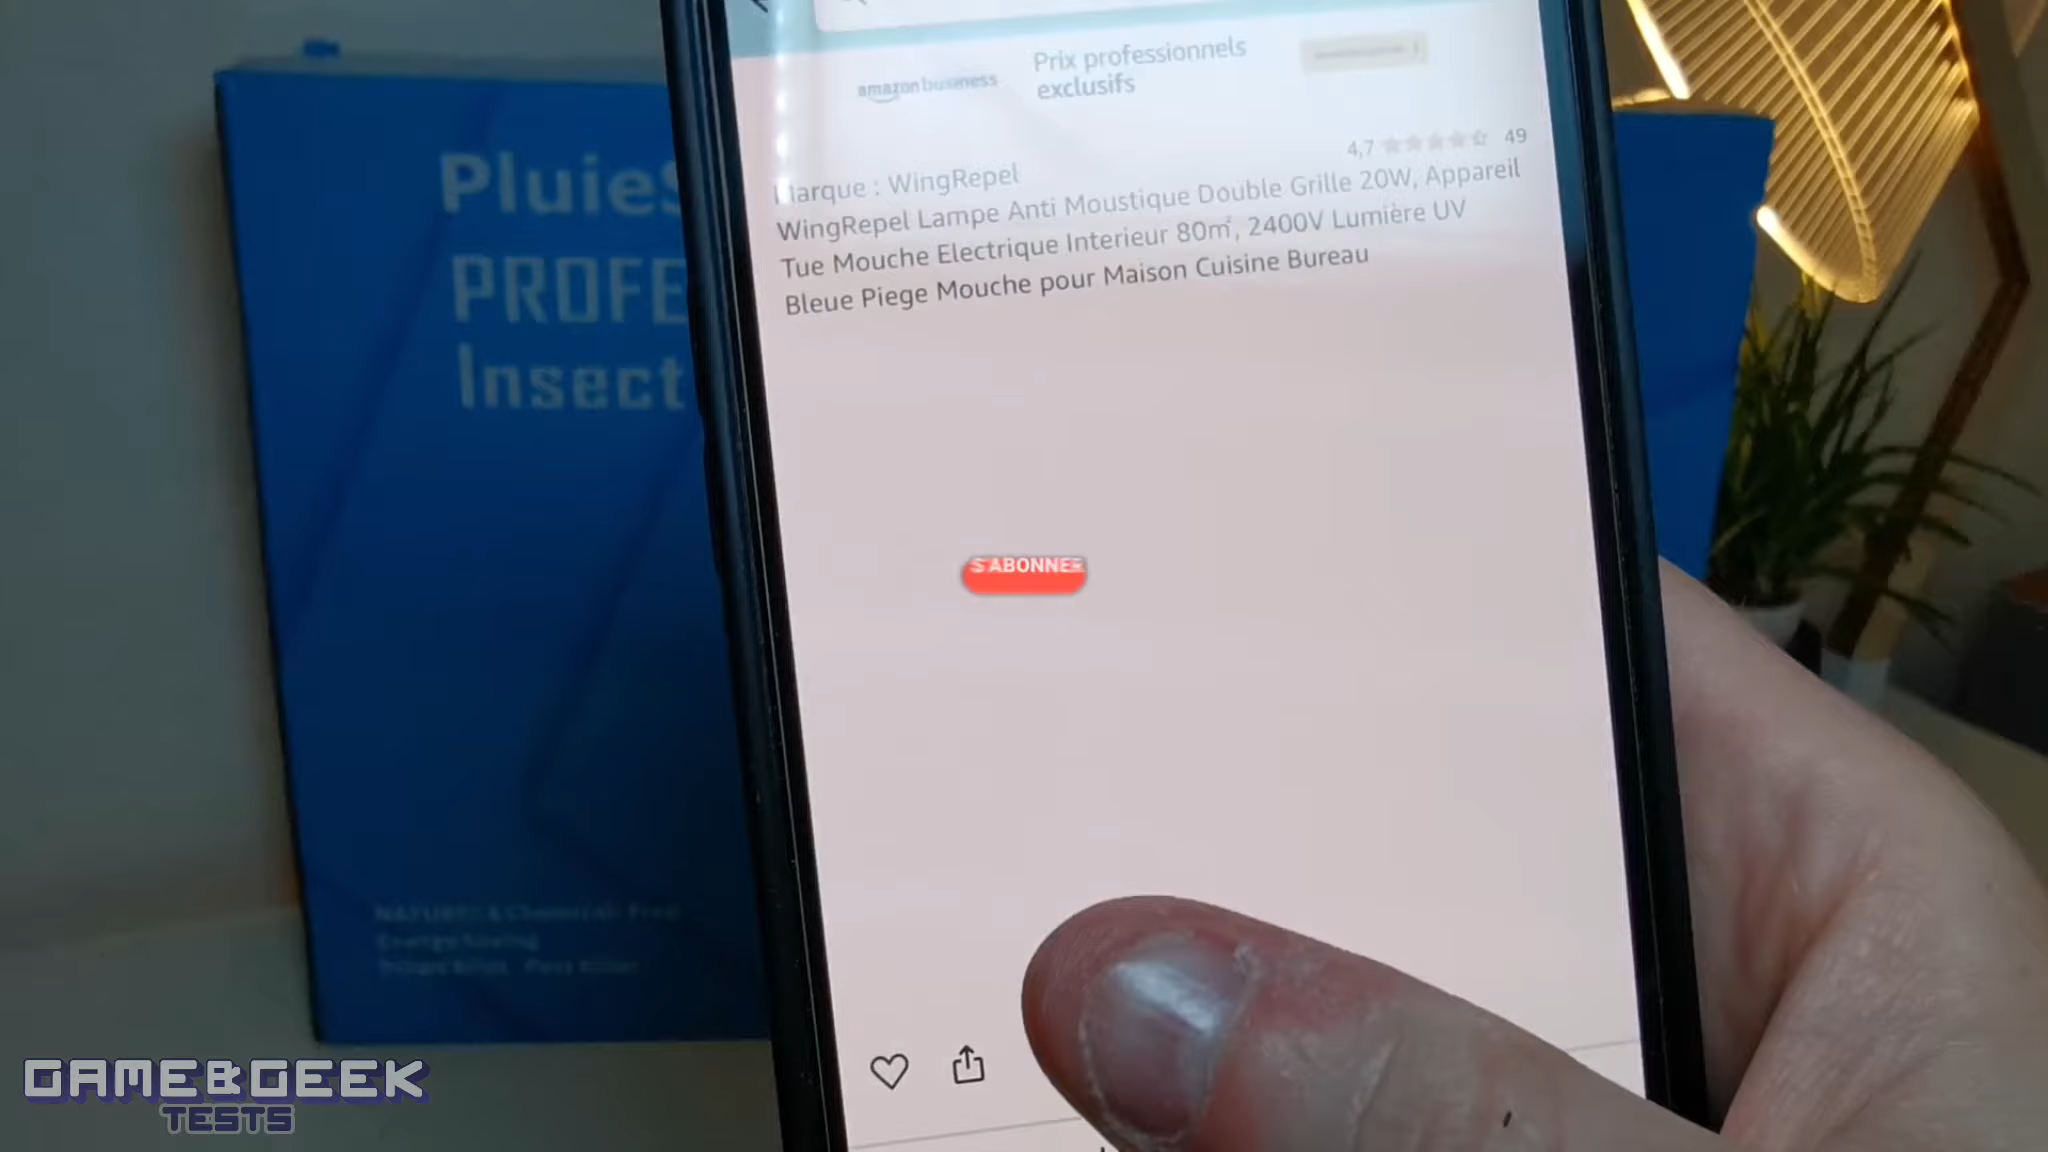 PluieS
PROFE
Insect
amazon business
Prix professionnels
exclusifs
4,7
49
Marque : WingRepel
WingRepel Lampe Anti Moustique Double Grille 20W, Appareil
Tue Mouche Electrique Interieur 80㎡, 2400V Lumière UV
Bleue Piege Mouche pour Maison Cuisine Bureau
S'ABONNER
Energy Saving
GAME&GEEK
TESTS